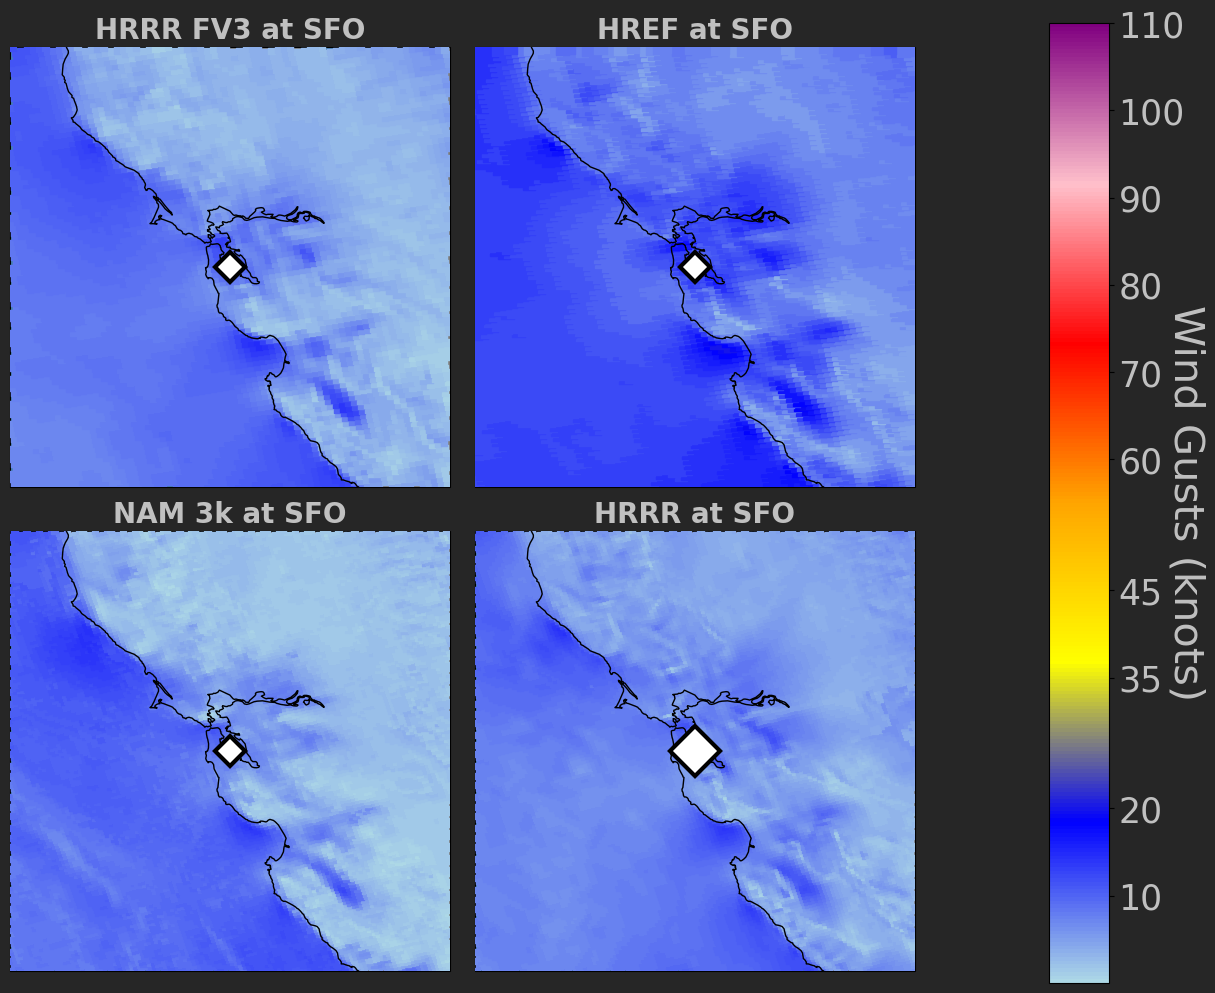 HRRR FV3 at SFO
HREF at SFO
NAM 3k at SFO
HRRR at SFO
110
100
90
80
70
60
45
35
20
10
Wind Gusts (knots)